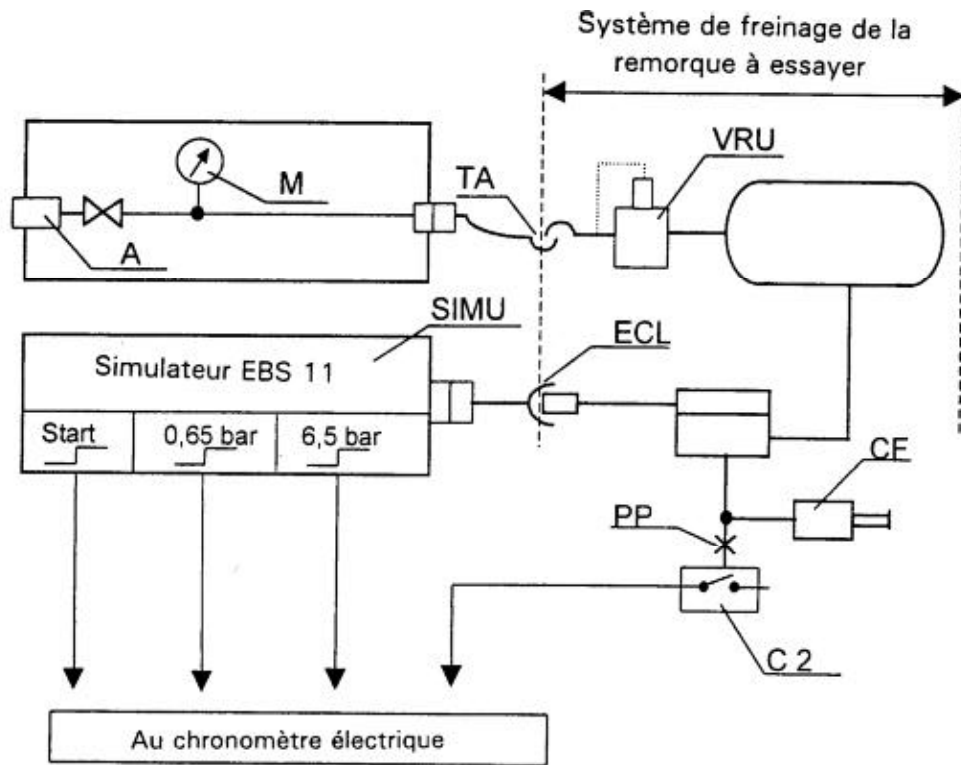 Système de freinage de la
remorque à essayer
VRU
TA
M
A
SIMU
ECL
Simulateur EBS 11
Start
0,65 bar
6,5 bar
CF
PP
C 2
Au chronomètre électrique